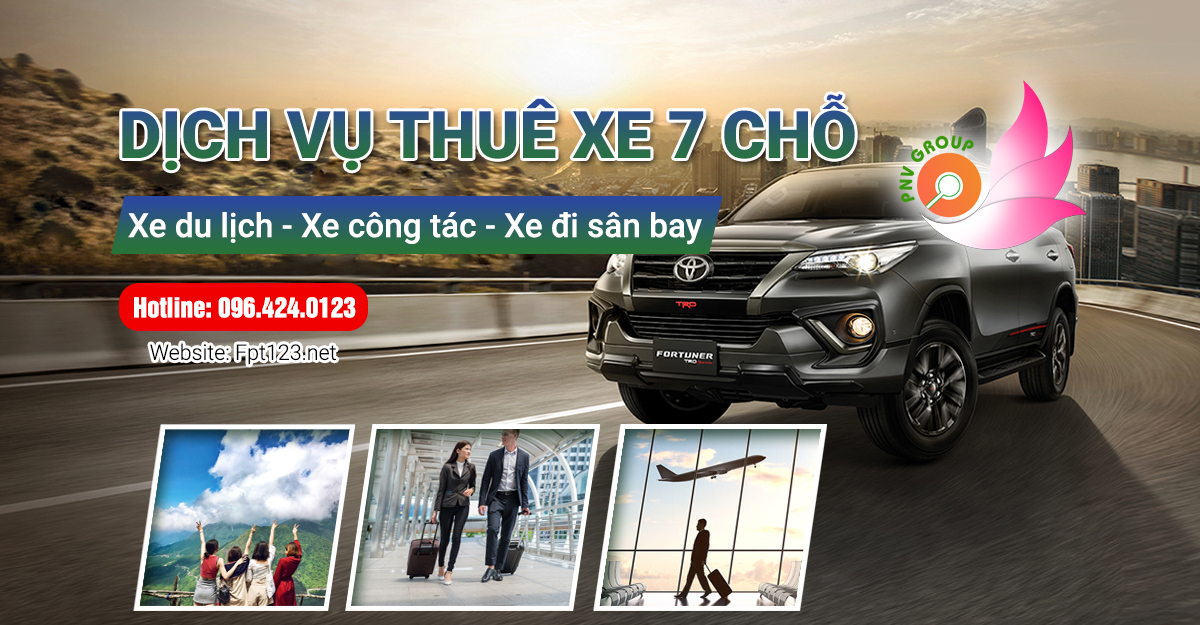 DỊCH VỤ THUÊ XE 7 CHỖ
PNV GROUP
Xe du lịch - Xe công tác - Xe đi sân bay
Hotline: 096.424.0123
Website: Fpt123.net
TRD
FORTUNER
TRD